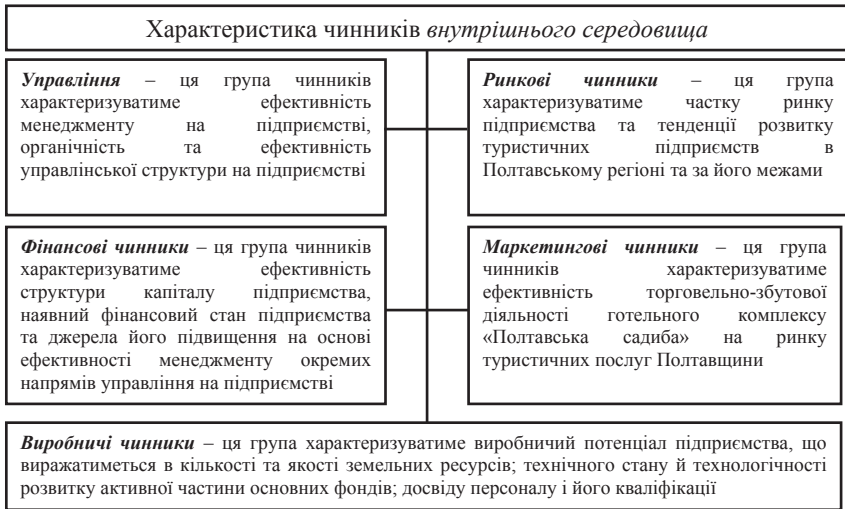 Характеристика чинників внутрішнього середовища
Управління – ця група чинників
характеризуватиме ефективність
менеджменту на підприємстві,
органічність та ефективність
управлінської структури на підприємстві
Ринкові чинники – ця група
характеризуватиме частку ринку
підприємства та тенденції розвитку
туристичних підприємств в
Полтавському регіоні та за його межами
Фінансові чинники – ця група чинників
характеризуватиме ефективність
структури капіталу підприємства,
наявний фінансовий стан підприємства
та джерела його підвищення на основі
ефективності менеджменту окремих
напрямів управління на підприємстві
Маркетингові чинники – ця група
чинників характеризуватиме
ефективність торговельно-збутової
діяльності готельного комплексу
«Полтавська садиба» на ринку
туристичних послуг Полтавщини
Виробничі чинники – ця група характеризуватиме виробничий потенціал підприємства, що
виражатиметься в кількості та якості земельних ресурсів; технічного стану й технологічності
розвитку активної частини основних фондів; досвіду персоналу і його кваліфікації